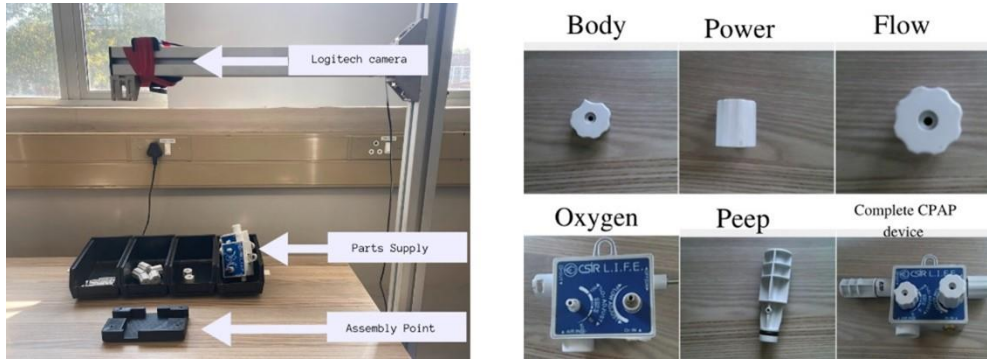 Logitech camera
Parts Supply
Assembly Point
Body
Power
Flow
Oxygen
Peep
Complete CPAP
device
CSIR L.I.F.E.
CSIR L.I.F.E.